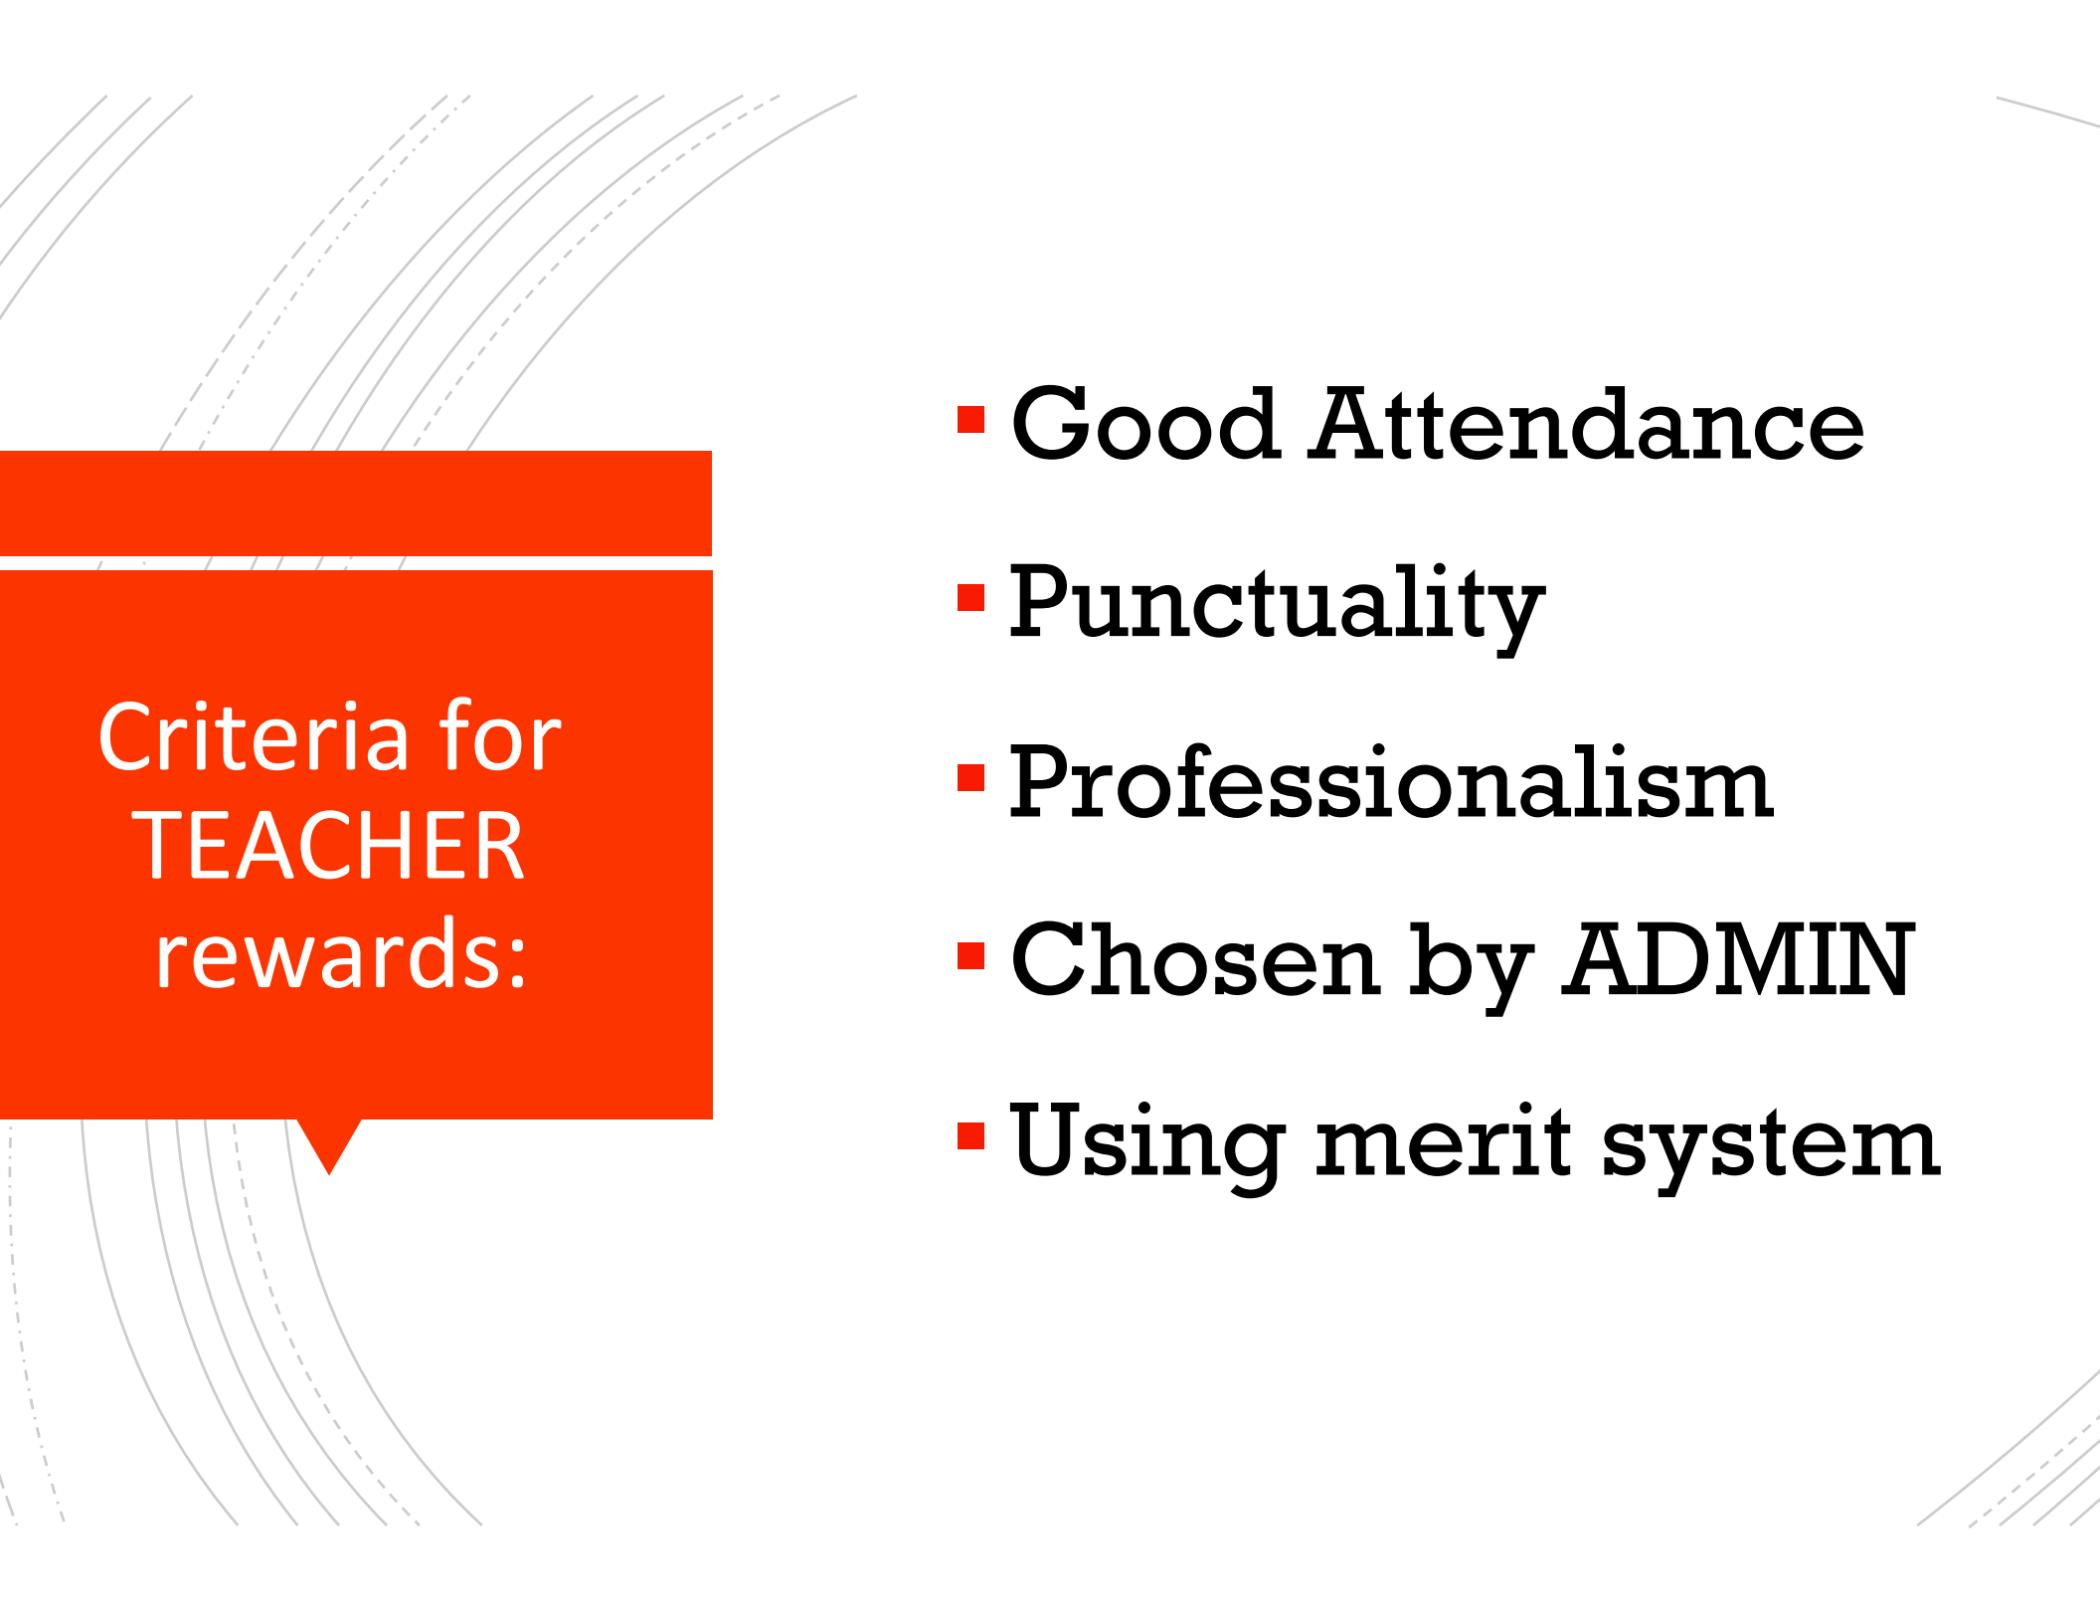 Criteria for
TEACHER
rewards:
Good Attendance
Punctuality
Professionalism
Chosen by ADMIN
Using merit system